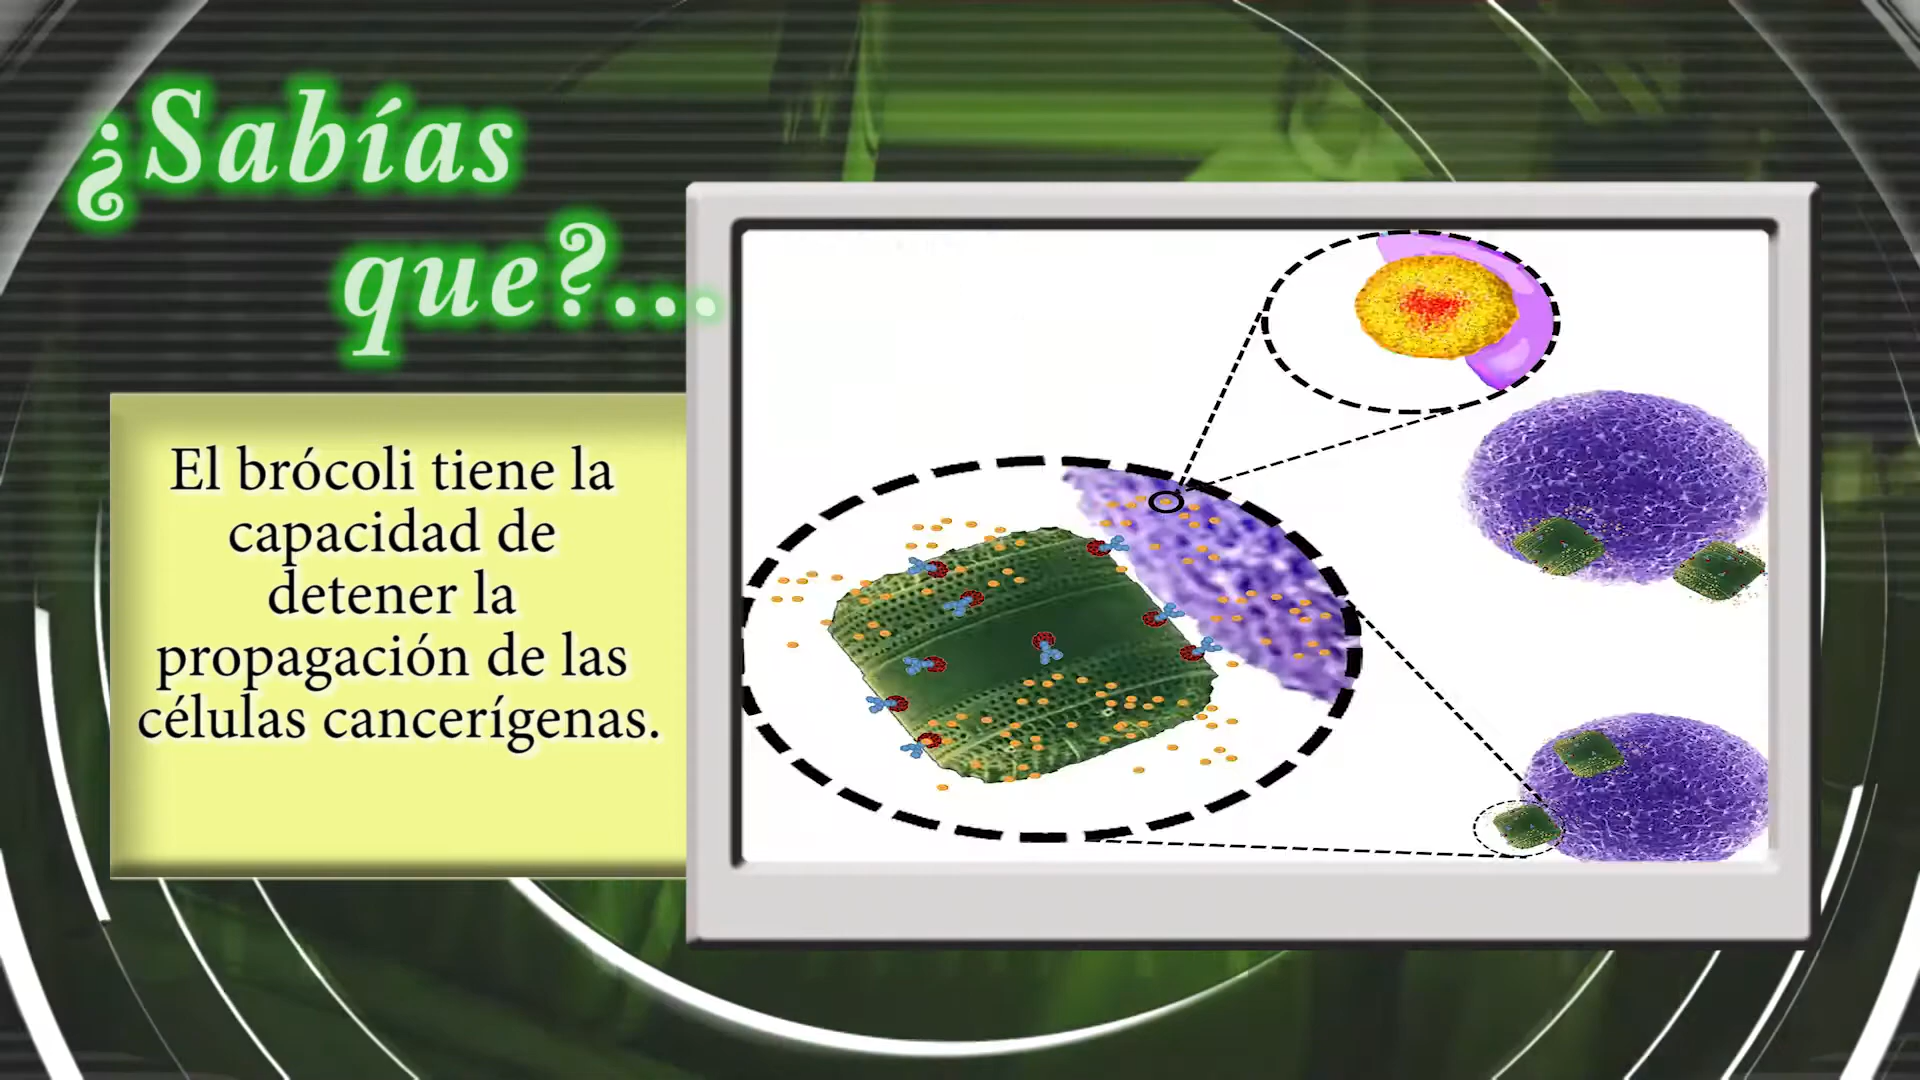 ¿Sabías
que?...
El brócoli tiene la
capacidad de
detener la
propagación de las
células cancerígenas.